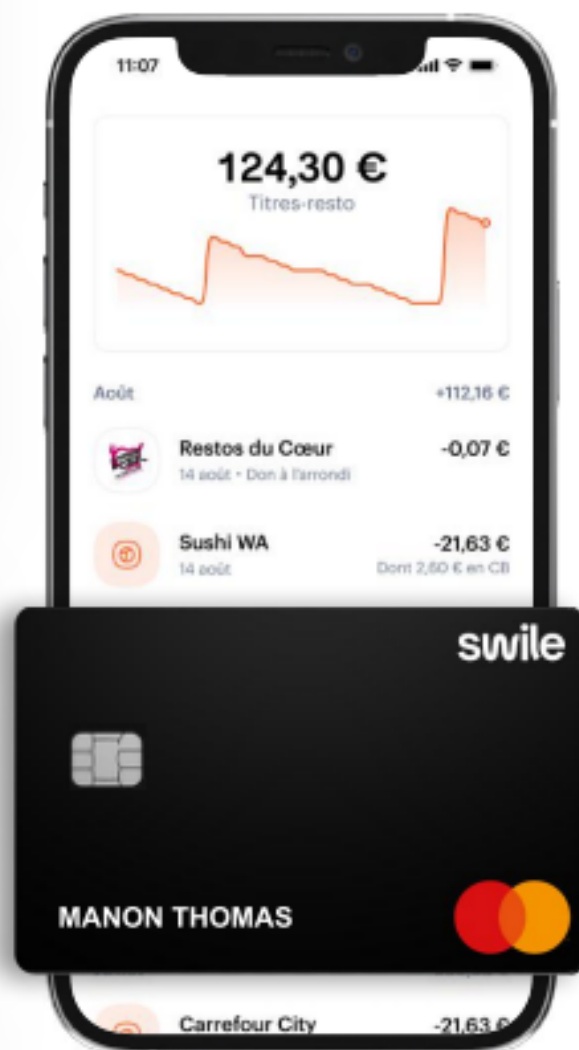 11:07
124,30 €
Titres-resto
Août +112,16 €
Restos du Cœur -0,07 €
14 août • Don à l'arrondi
Sushi WA -21,63 €
14 août Dont 2,60 € en CB
swile
MANON THOMAS
Carrefour City -21,63 €